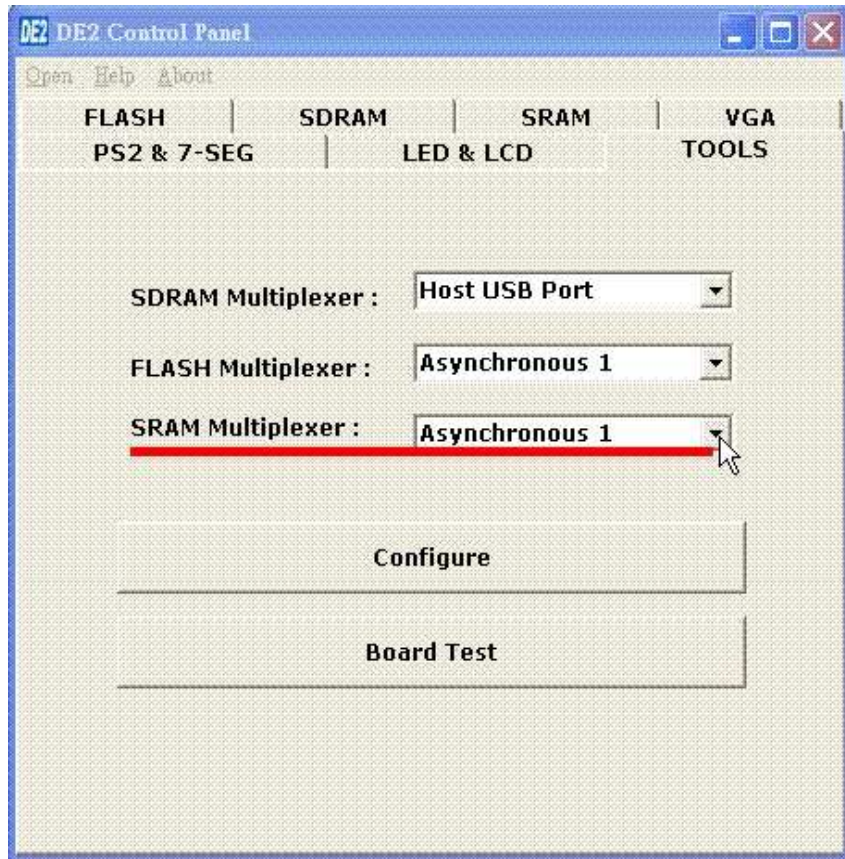 DE2 DE2 Control Panel
Open Help About
FLASH SDRAM SRAM VGA
PS2 & 7-SEG LED & LCD TOOLS
SDRAM Multiplexer : Host USB Port
FLASH Multiplexer : Asynchronous 1
SRAM Multiplexer : Asynchronous 1
Configure
Board Test